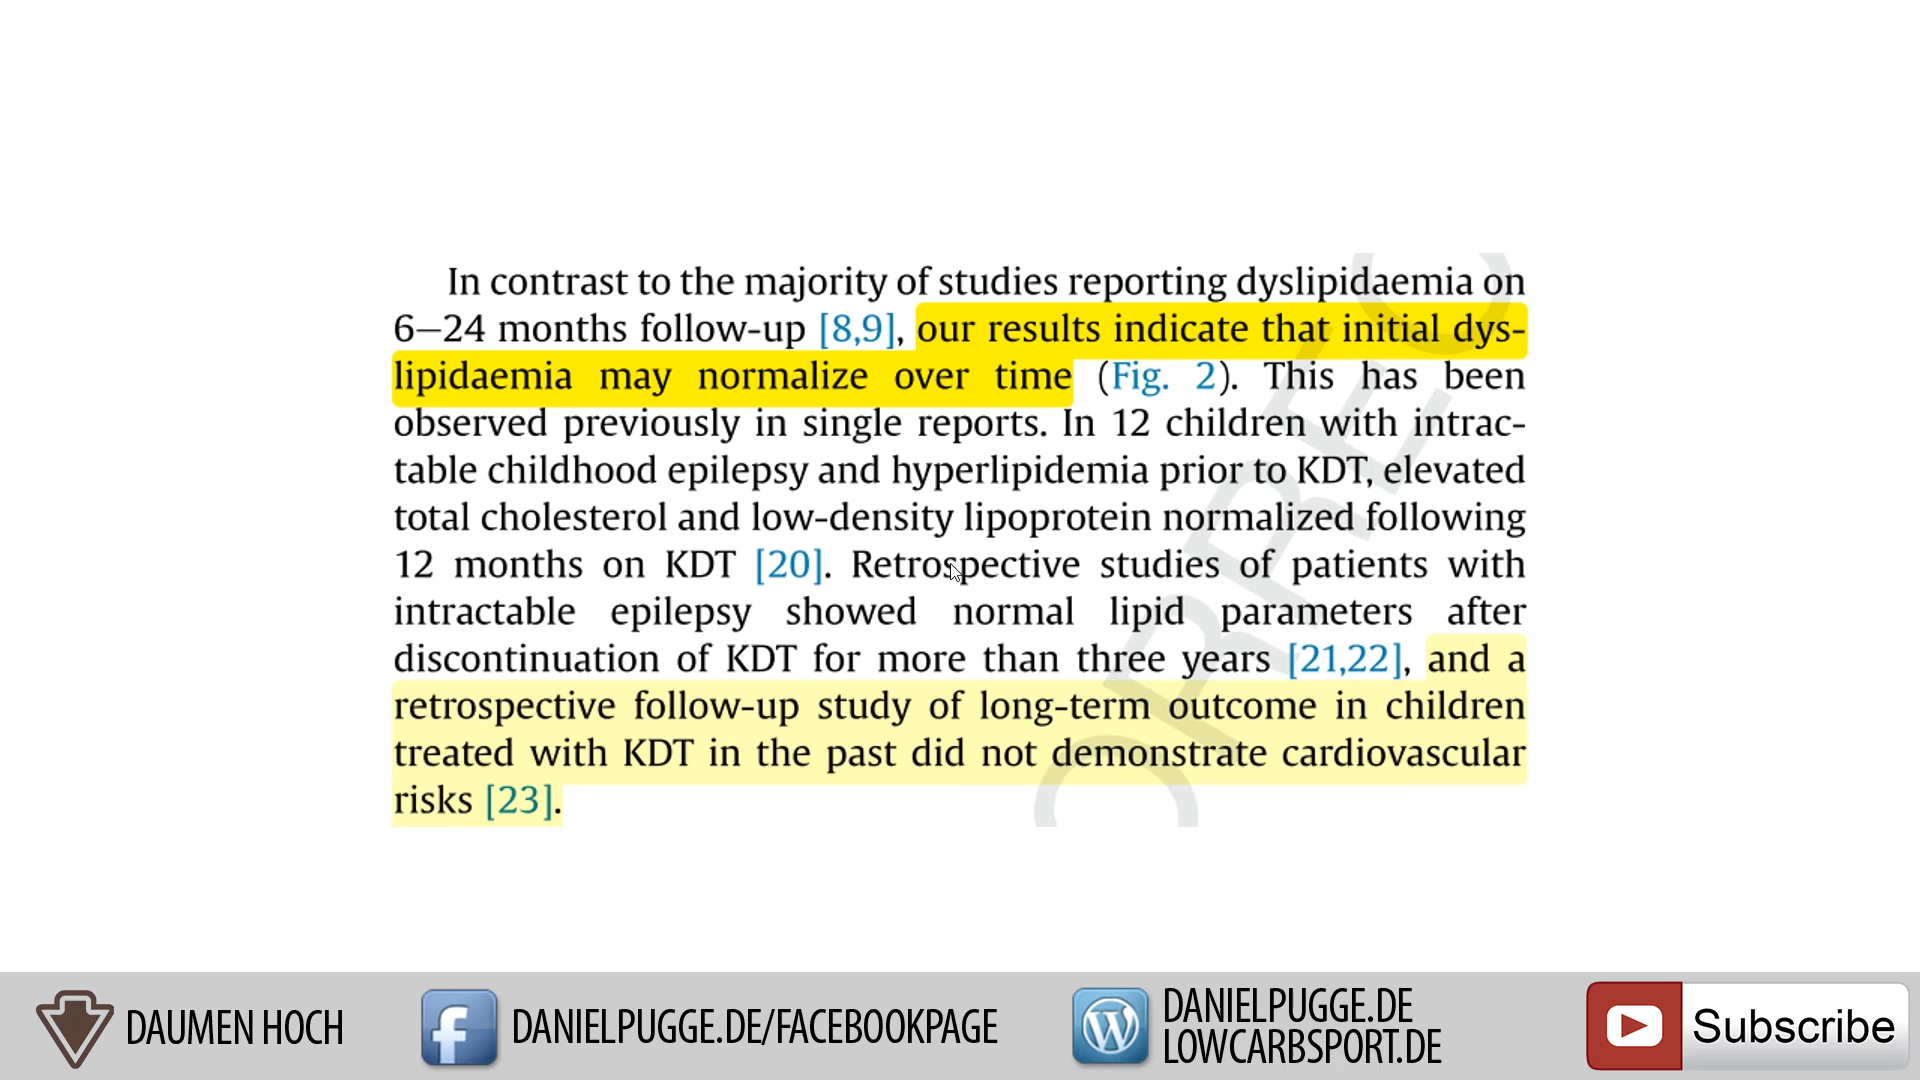 In contrast to the majority of studies reporting dyslipidaemia on
6—24 months follow-up [8,9], our results indicate that initial dys-
lipidaemia may normalize over time (Fig. 2). This has been
observed previously in single reports. In 12 children with intrac-
table childhood epilepsy and hyperlipidemia prior to KDT, elevated
total cholesterol and low-density lipoprotein normalized following
12 months on KDT [20]. Retrospective studies of patients with
intractable epilepsy showed normal lipid parameters after
discontinuation of KDT for more than three years [21,22], and a
retrospective follow-up study of long-term outcome in children
treated with KDT in the past did not demonstrate cardiovascular
risks [23].
DAUMEN HOCH
DANIELPUGGE.DE/FACEBOOKPAGE
DANIELPUGGE.DE
LOWCARBSPORT.DE
Subscribe